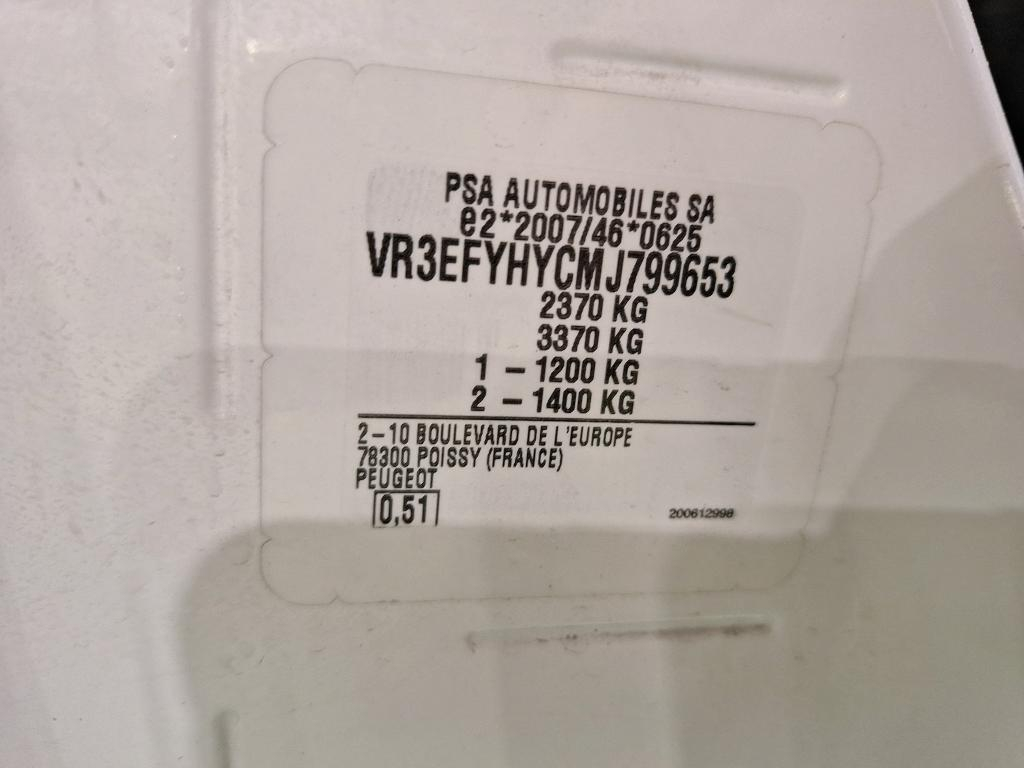 PSA AUTOMOBILES SA
e2*2007/46*0625
VR3EFYHYCMJ799653
2370 KG
3370 KG
1 – 1200 KG
2 – 1400 KG
2–10 BOULEVARD DE L'EUROPE
78300 POISSY (FRANCE)
PEUGEOT
0,51
200612998